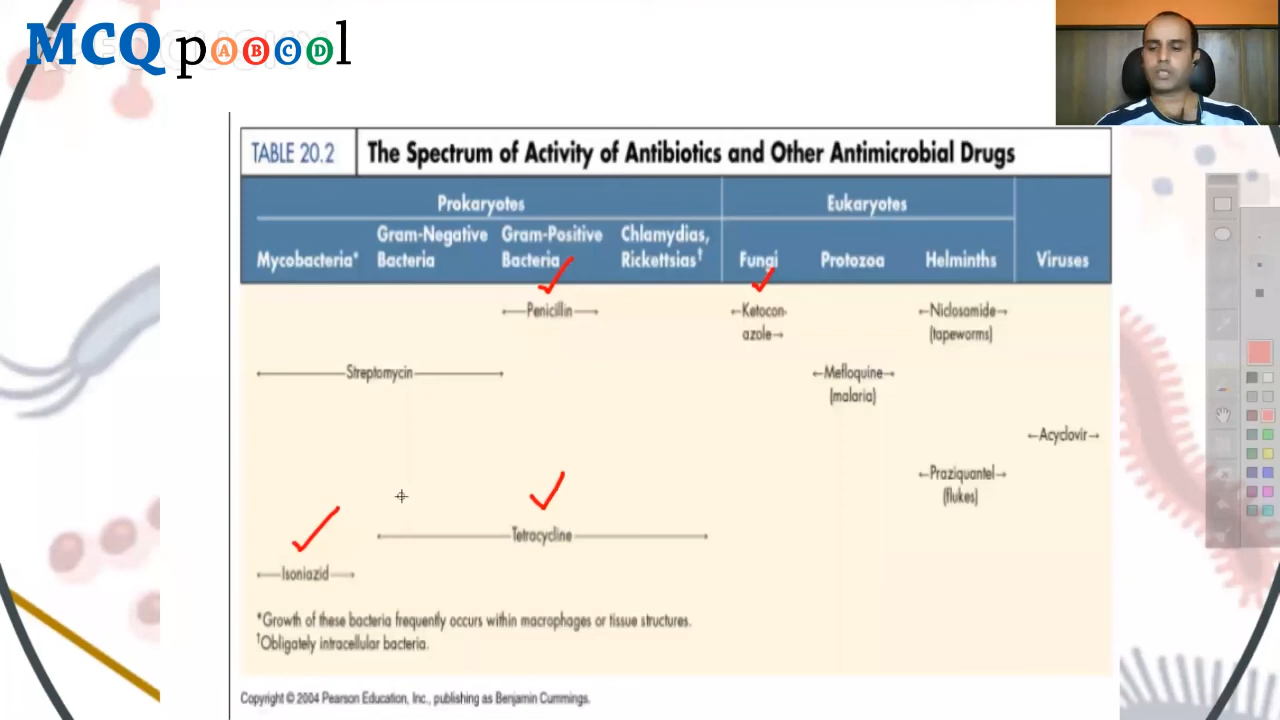 MCQ pABCDl
TABLE 20.2 The Spectrum of Activity of Antibiotics and Other Antimicrobial Drugs
Prokaryotes Eukaryotes
Mycobacteria* Gram-Negative Bacteria Gram-Positive Bacteria Chlamydias, Rickettsias† Fungi Protozoa Helminths Viruses
Penicillin Ketocon-azole Niclosamide (tapeworms)
Streptomycin Mefloquine (malaria)
Acyclovir
Praziquantel (flukes)
Tetracycline
Isoniazid
*Growth of these bacteria frequently occurs within macrophages or tissue structures.
†Obligately intracellular bacteria.
Copyright © 2004 Pearson Education, Inc., publishing as Benjamin Cummings.